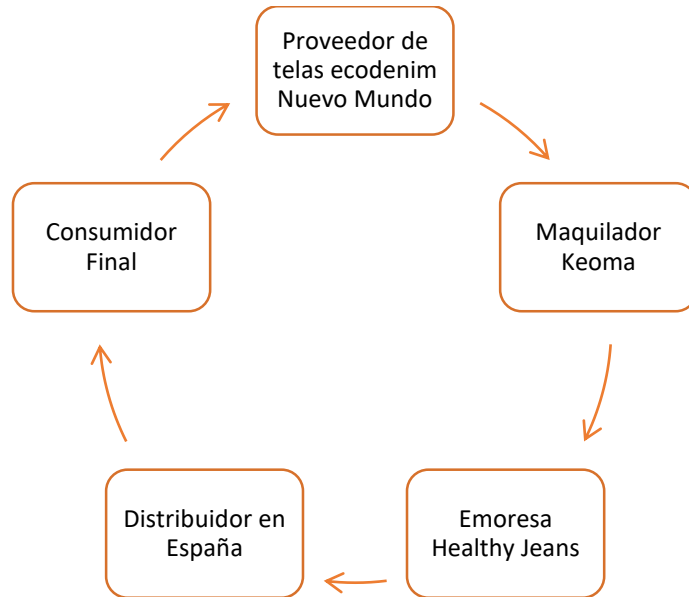 Proveedor de
telas ecodenim
Nuevo Mundo
Maquilador
Keoma
Emoresa
Healthy Jeans
Distribuidor en
España
Consumidor
Final